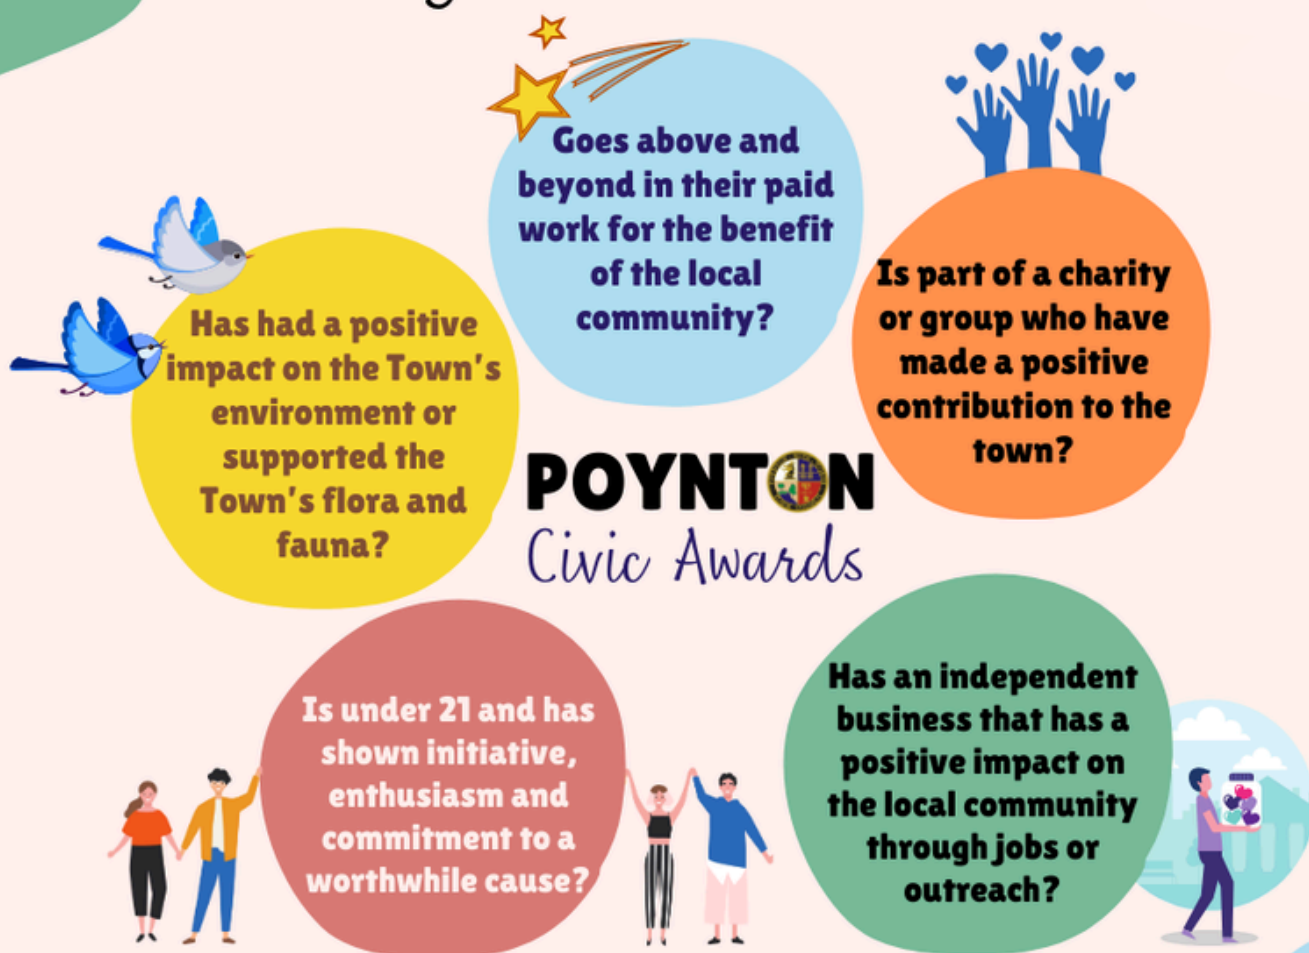 Goes above and
beyond in their paid
work for the benefit
of the local
community?
Is part of a charity
or group who have
made a positive
contribution to the
town?
Has had a positive
impact on the Town's
environment or
supported the
Town's flora and
fauna?
POYNTON
Civic Awards
Is under 21 and has
shown initiative,
enthusiasm and
commitment to a
worthwhile cause?
Has an independent
business that has a
positive impact on
the local community
through jobs or
outreach?